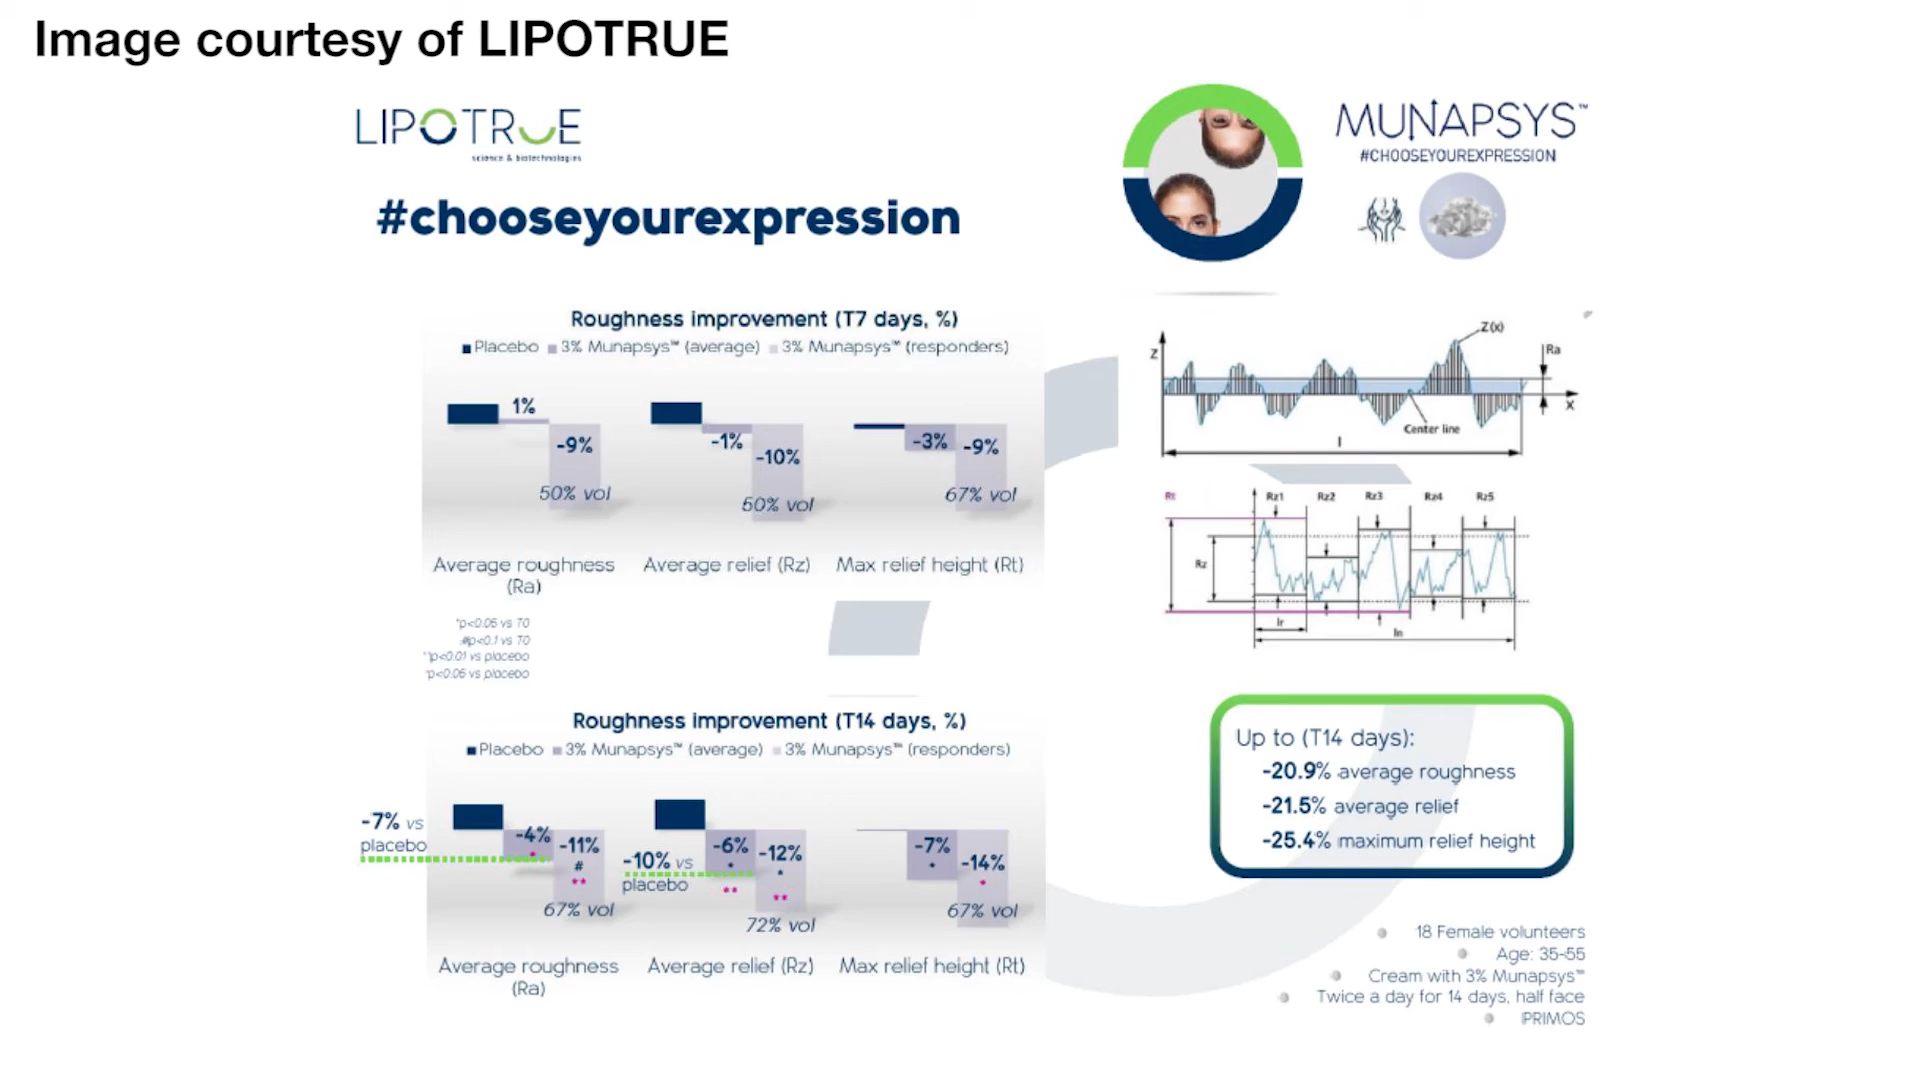 Image courtesy of LIPOTRUE
LIPOTRUE
science & biotechnologies
#chooseyourexpression
MUNAPSYS™
#CHOOSEYOUREXPRESSION
Roughness improvement (T7 days, %)
Placebo 3% Munapsys™ (average) 3% Munapsys™ (responders)
1%
-9%
50% vol
-1%
-10%
50% vol
-3%
-9%
67% vol
Average roughness
(Ra)
Average relief (Rz)
Max relief height (Rt)
*p<0.05 vs T0
#p<0.1 vs T0
**p<0.01 vs placebo
*p<0.05 vs placebo
Z
Z(x)
Ra
X
Center line
l
Rt
Rz1 Rz2 Rz3 Rz4 Rz5
Rz
lr
ln
Roughness improvement (T14 days, %)
Placebo 3% Munapsys™ (average) 3% Munapsys™ (responders)
-7% vs
placebo
-4%
*
-11%
#
**
67% vol
-10% vs
placebo
-6%
*
**
-12%
*
**
72% vol
-7%
*
-14%
*
67% vol
Average roughness
(Ra)
Average relief (Rz)
Max relief height (Rt)
Up to (T14 days):
-20.9% average roughness
-21.5% average relief
-25.4% maximum relief height
18 Female volunteers
Age: 35-55
Cream with 3% Munapsys™
Twice a day for 14 days, half face
PRIMOS